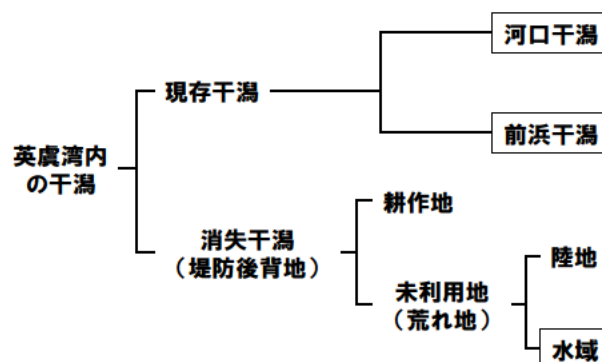 英虞湾内
の干潟
現存干潟
河口干潟
前浜干潟
消失干潟
（堤防後背地）
耕作地
未利用地
（荒れ地）
陸地
水域